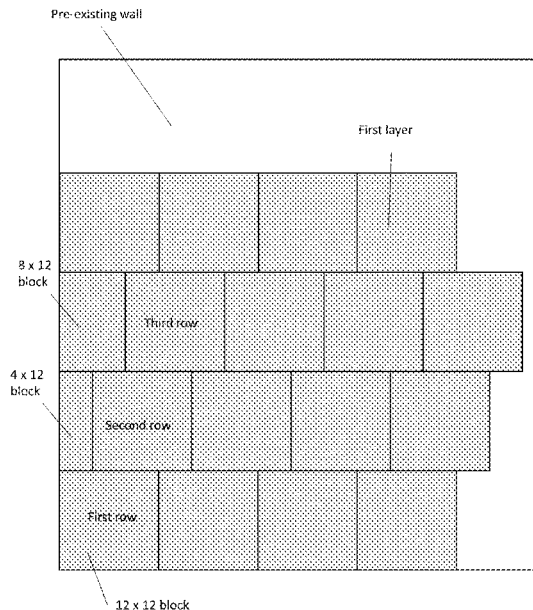 Pre-existing wall
First layer
8 x 12
block
Third row
4 x 12
block
Second row
First row
12 x 12 block